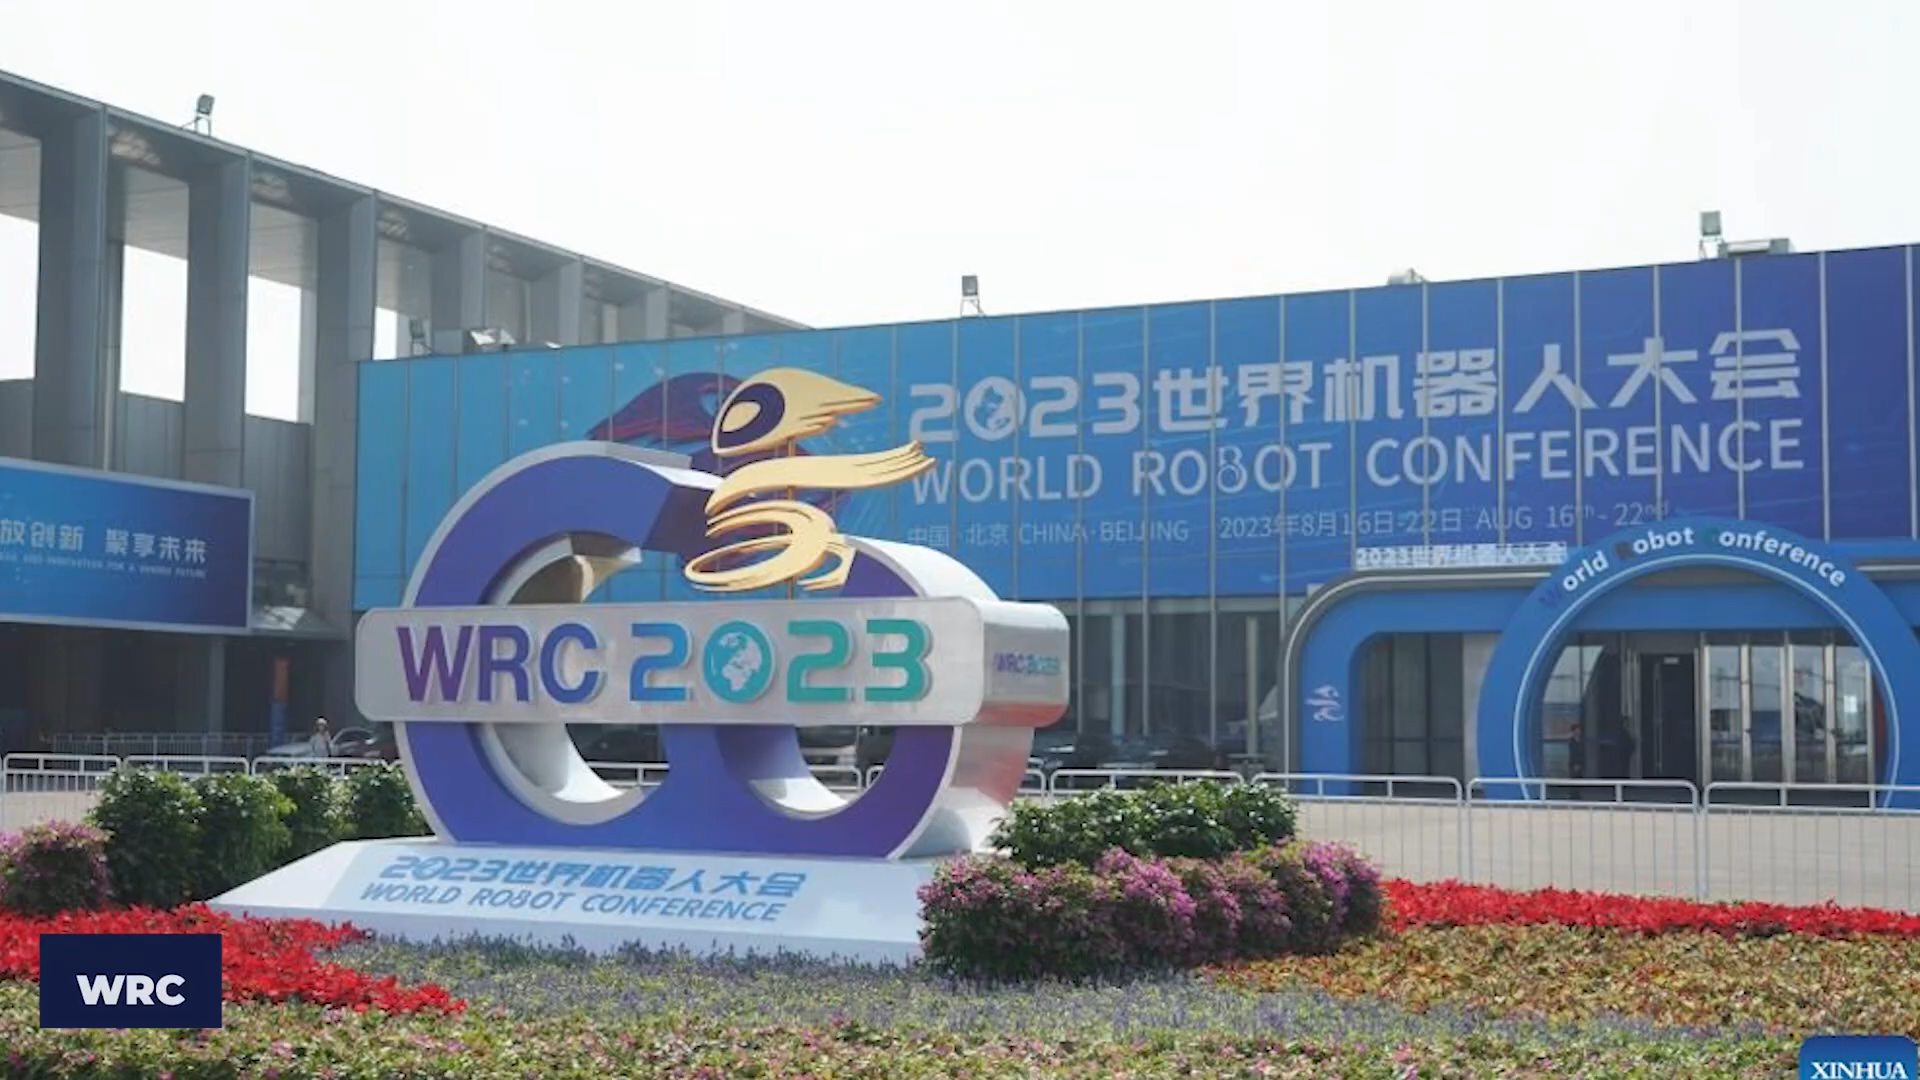 2023世界机器人大会
WORLD ROBOT CONFERENCE
中国·北京 CHINA·BEIJING 2023年8月16日-22日 AUG 16th-22nd
放创新 聚享未来
2023世界机器人大会
World Robot Conference
WRC 2023
WRC 2023
2023世界机器人大会
WORLD ROBOT CONFERENCE
WRC
XINHUA